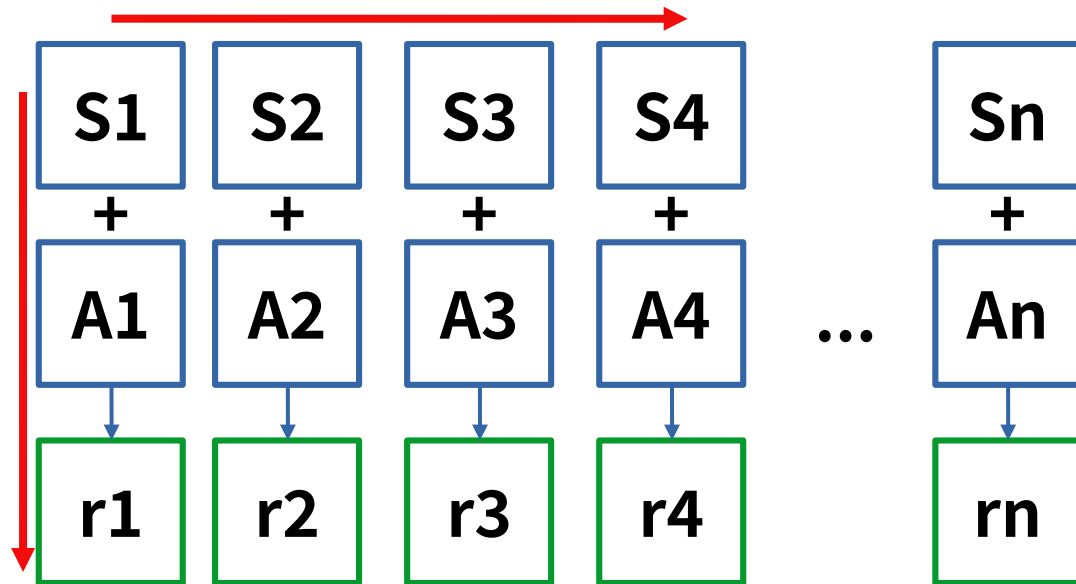 S1 S2 S3 S4 Sn
+ + + + +
A1 A2 A3 A4 ... An
r1 r2 r3 r4 rn